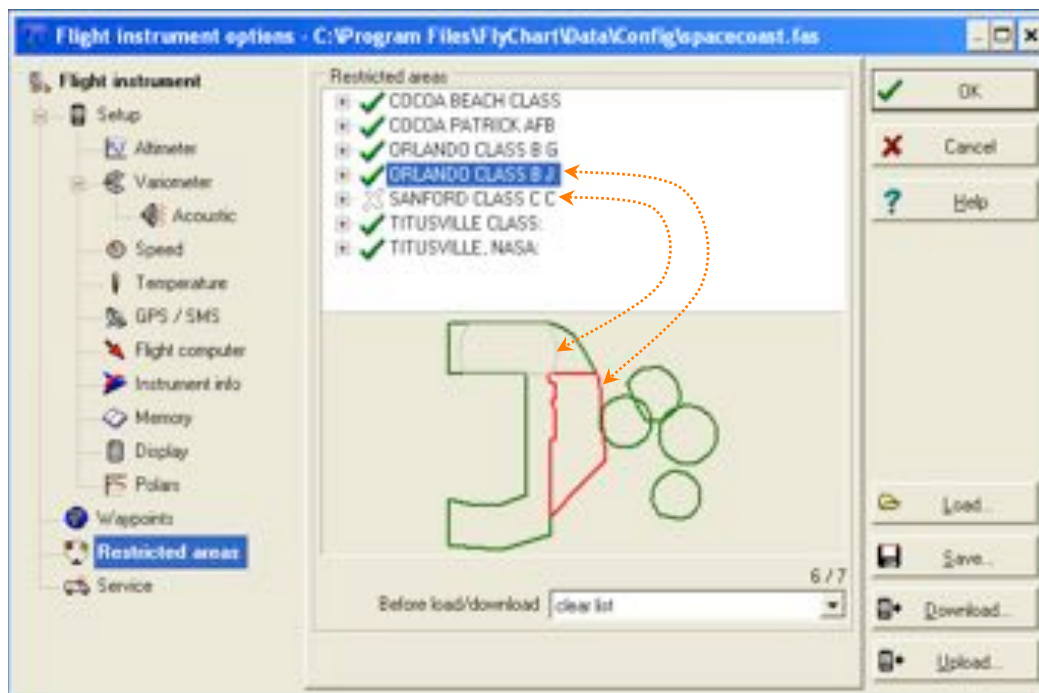 Flight instrument options - C:\Program Files\FlyChart\Data\Config\spacecoast.fas
Flight instrument
Setup
Altimeter
Variometer
Acoustic
Speed
Temperature
GPS / SMS
Flight computer
Instrument info
Memory
Display
Polars
Waypoints
Restricted areas
Service
Restricted areas
COCOA BEACH CLASS
COCOA PATRICK AFB
ORLANDO CLASS B G
ORLANDO CLASS B J
SANFORD CLASS C C
TITUSVILLE CLASS:
TITUSVILLE, NASA:
6 / 7
Before load/download clear list
OK
Cancel
Help
Load...
Save...
Download...
Upload...